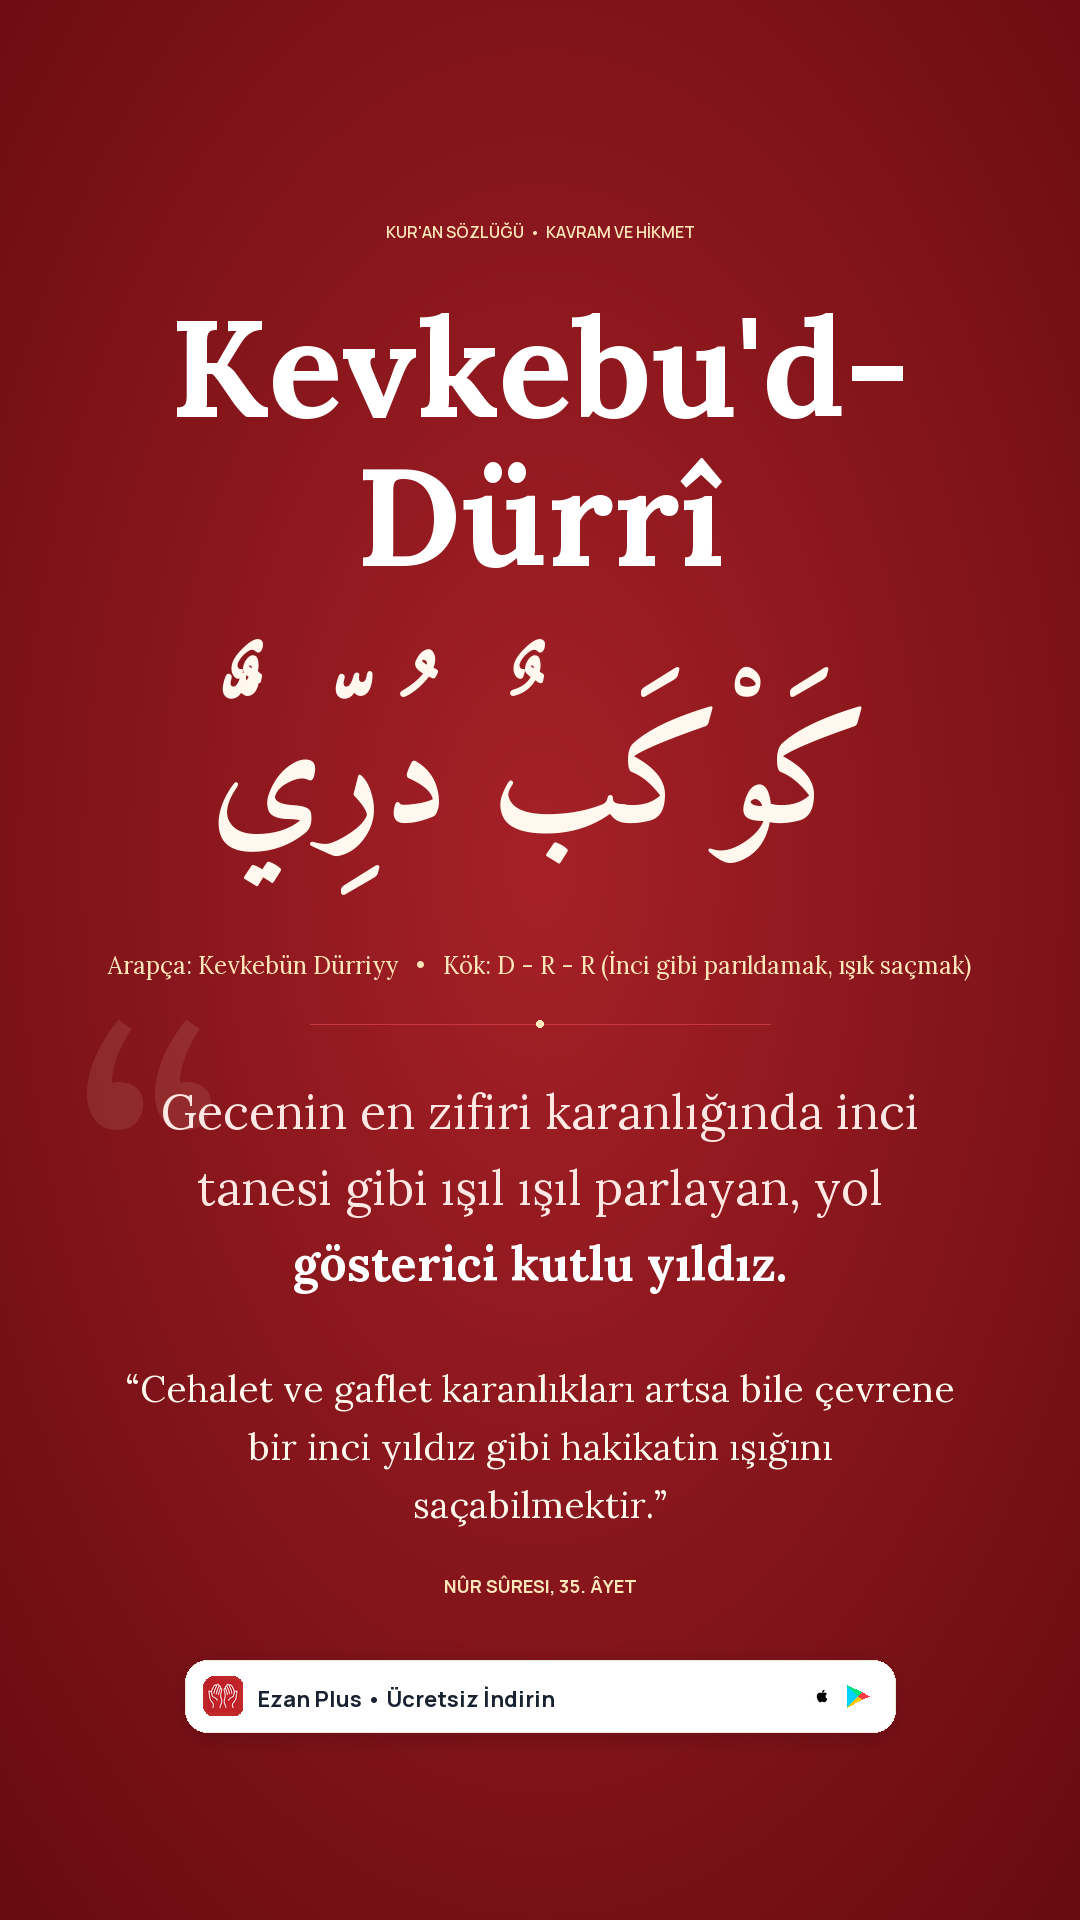 KUR'AN SÖZLÜĞÜ • KAVRAM VE HİKMET
Kevkebu'd-
Dürrî
كَوْكَبٌ دُرِّيٌّ
Arapça: Kevkebün Dürriyy • Kök: D - R - R (İnci gibi parıldamak, ışık saçmak)
“
Gecenin en zifiri karanlığında inci
tanesi gibi ışıl ışıl parlayan, yol
gösterici kutlu yıldız.
“Cehalet ve gaflet karanlıkları artsa bile çevrene
bir inci yıldız gibi hakikatin ışığını
saçabilmektir.”
NÛR SÛRESI, 35. ÂYET
Ezan Plus • Ücretsiz İndirin